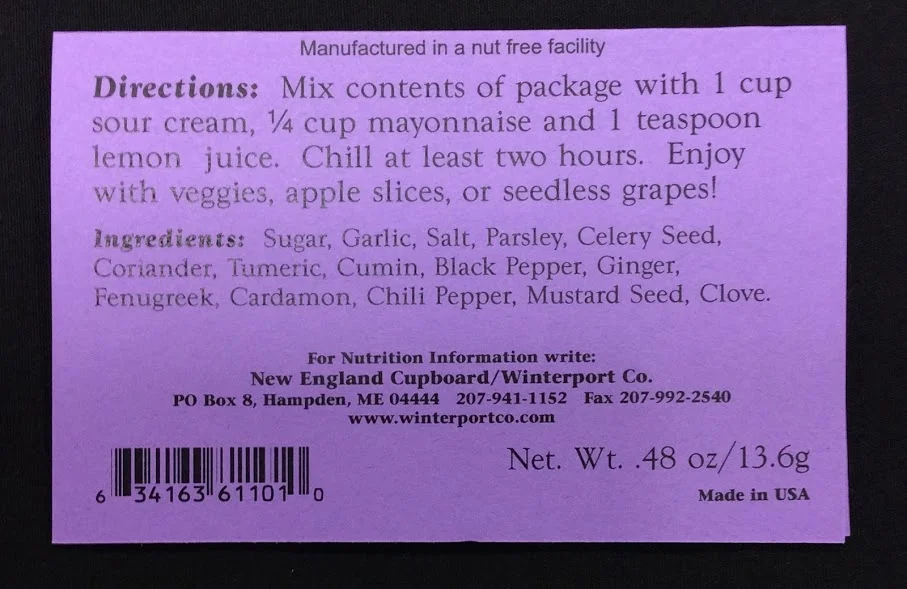 Manufactured in a nut free facility
Directions: Mix contents of package with 1 cup
sour cream, ¼ cup mayonnaise and 1 teaspoon
lemon juice. Chill at least two hours. Enjoy
with veggies, apple slices, or seedless grapes!
Ingredients: Sugar, Garlic, Salt, Parsley, Celery Seed,
Coriander, Tumeric, Cumin, Black Pepper, Ginger,
Fenugreek, Cardamon, Chili Pepper, Mustard Seed, Clove.
For Nutrition Information write:
New England Cupboard/Winterport Co.
PO Box 8, Hampden, ME 04444 207-941-1152 Fax 207-992-2540
www.winterportco.com
6 34163 61101 0
Net. Wt. .48 oz/13.6g
Made in USA